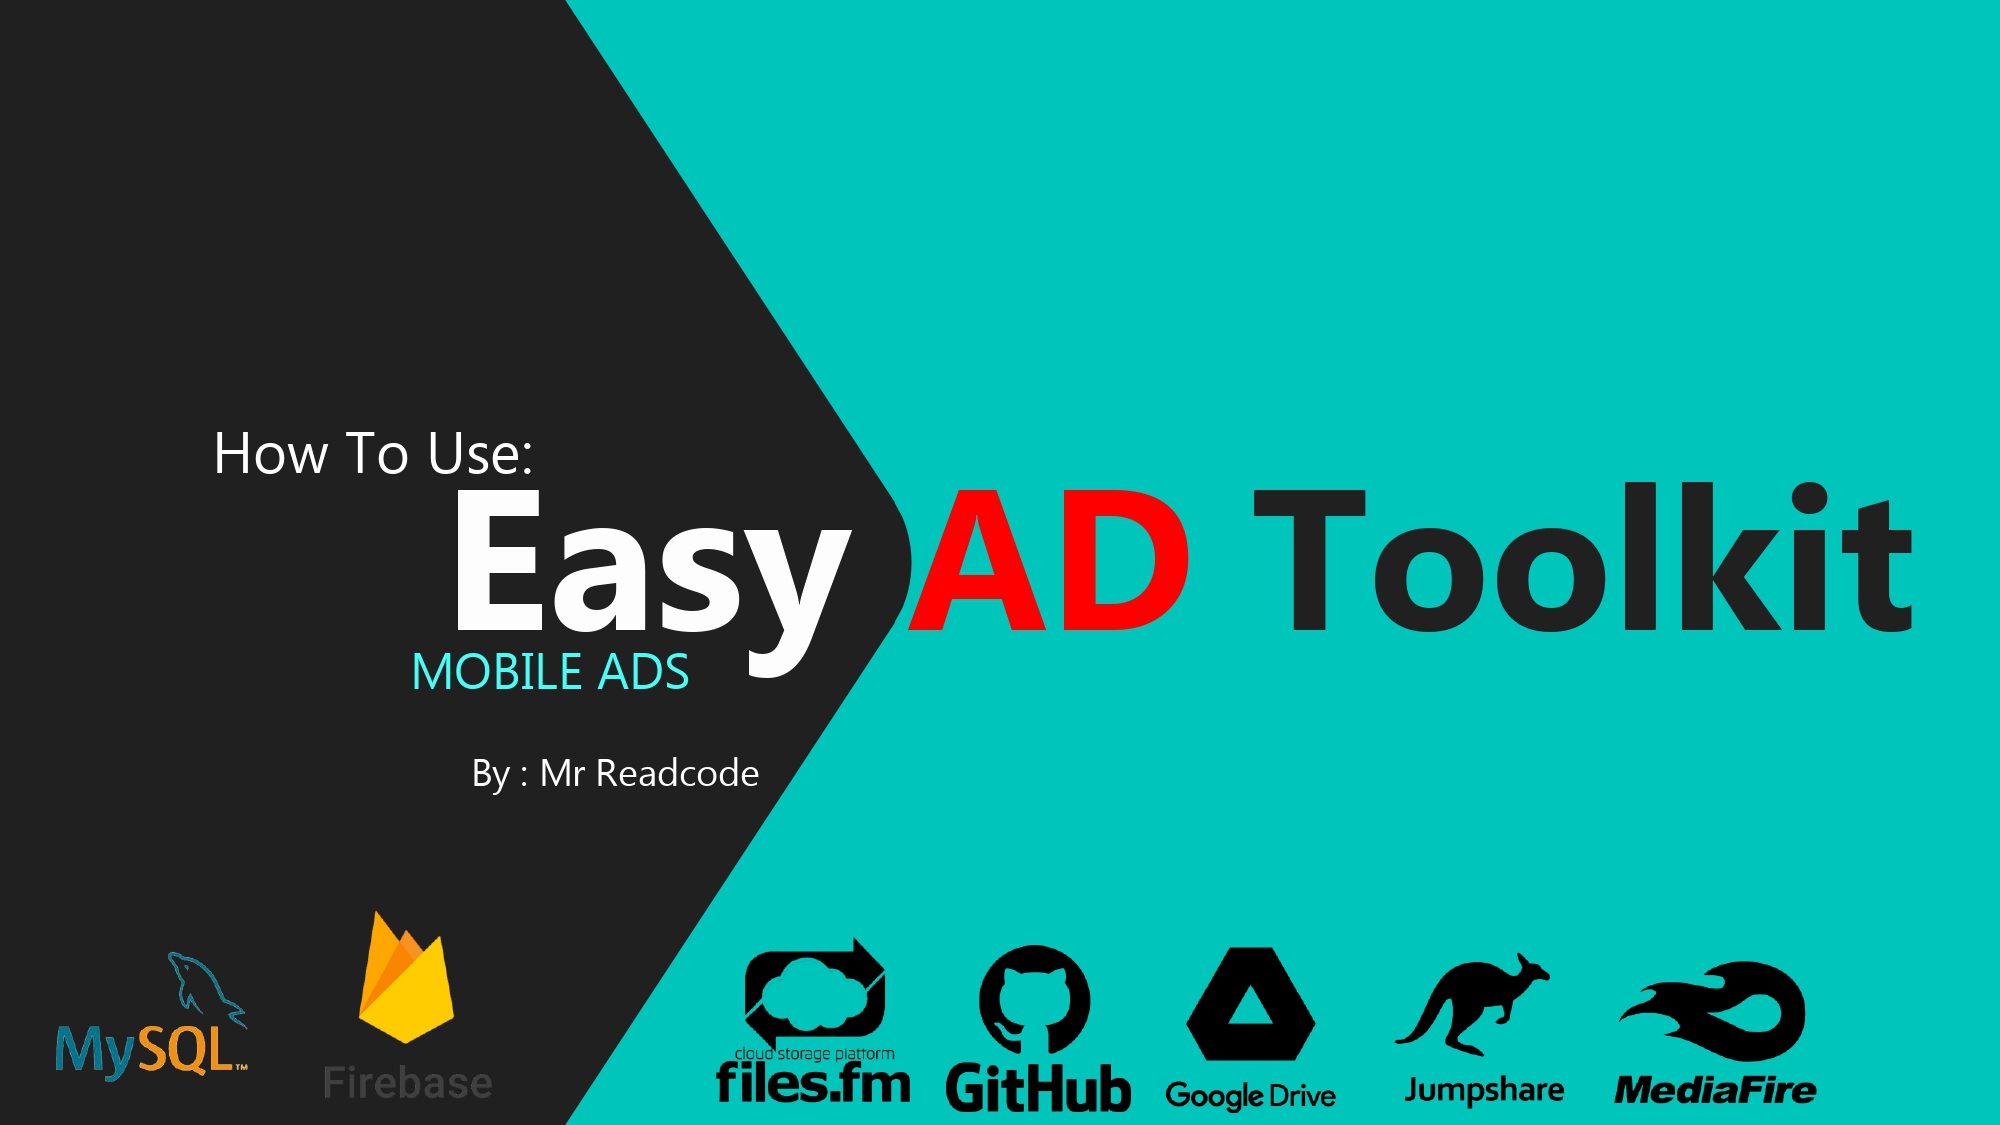 How To Use:
Easy AD Toolkit
MOBILE ADS
By : Mr Readcode
MySQL™
Firebase
cloud storage platform
files.fm
GitHub
Google Drive
Jumpshare
MediaFire